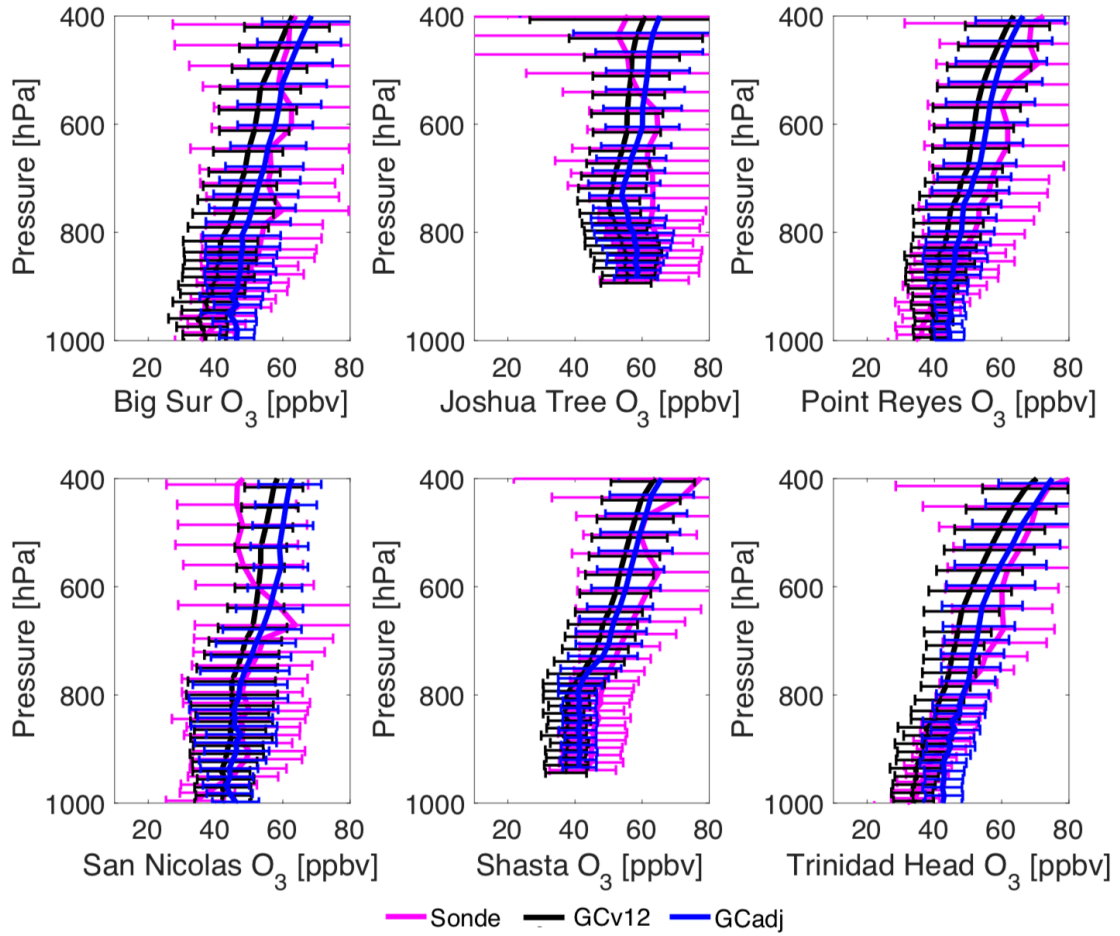 400
600
800
1000
Pressure [hPa]
20 40 60 80
Big Sur O3 [ppbv]
400
600
800
1000
Pressure [hPa]
20 40 60 80
Joshua Tree O3 [ppbv]
400
600
800
1000
Pressure [hPa]
20 40 60 80
Point Reyes O3 [ppbv]
400
600
800
1000
Pressure [hPa]
20 40 60 80
San Nicolas O3 [ppbv]
400
600
800
1000
Pressure [hPa]
20 40 60 80
Shasta O3 [ppbv]
400
600
800
1000
Pressure [hPa]
20 40 60 80
Trinidad Head O3 [ppbv]
Sonde GCv12 GCadj